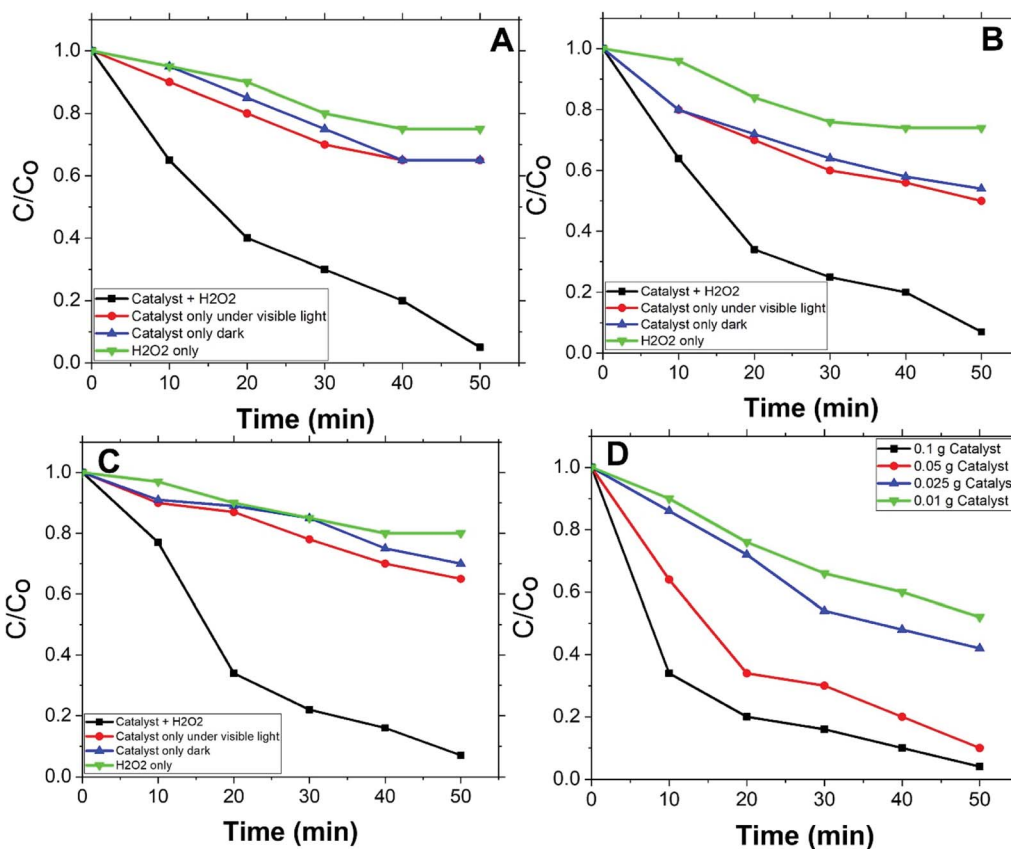 A
C/Co
1.0
0.8
0.6
0.4
0.2
0.0
Catalyst + H2O2
Catalyst only under visible light
Catalyst only dark
H2O2 only
0 10 20 30 40 50
Time (min)
B
C/Co
1.0
0.8
0.6
0.4
0.2
0.0
Catalyst + H2O2
Catalyst only under visible light
Catalyst only dark
H2O2 only
0 10 20 30 40 50
Time (min)
C
C/Co
1.0
0.8
0.6
0.4
0.2
0.0
Catalyst + H2O2
Catalyst only under visible light
Catalyst only dark
H2O2 only
0 10 20 30 40 50
Time (min)
D
C/Co
1.0
0.8
0.6
0.4
0.2
0.0
0.1 g Catalyst
0.05 g Catalyst
0.025 g Catalys
0.01 g Catalyst
0 10 20 30 40 50
Time (min)